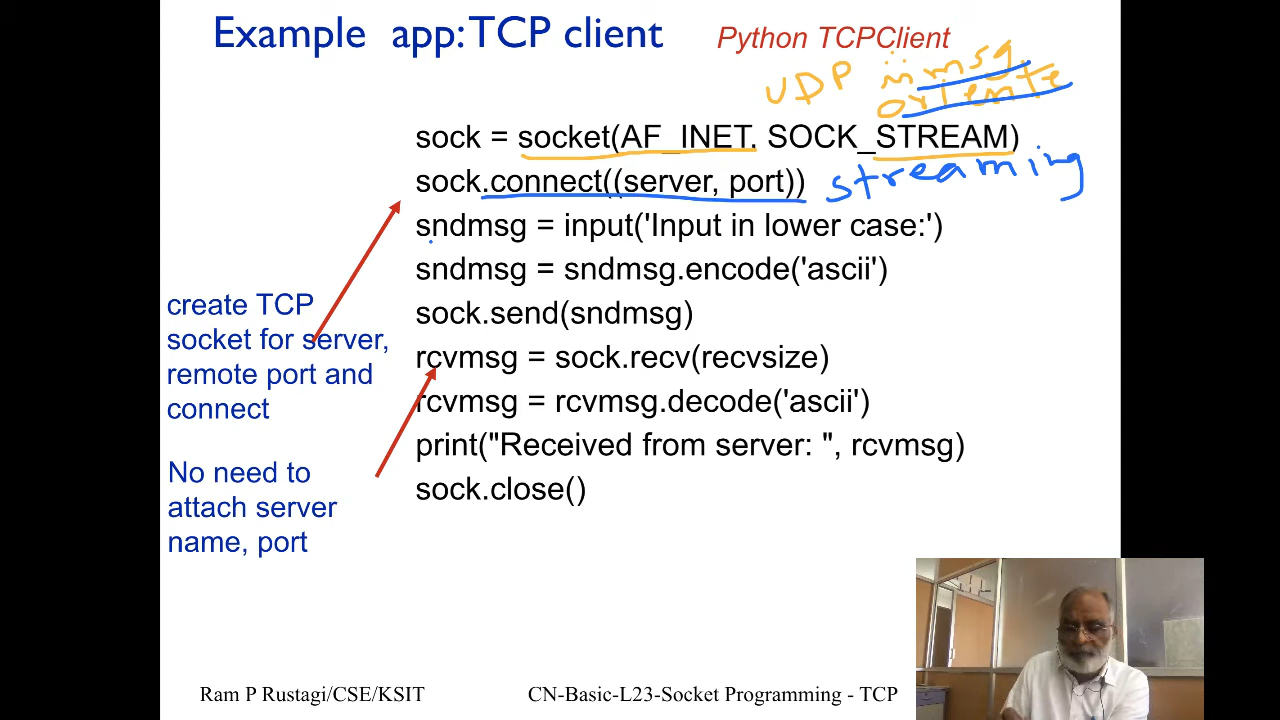 Example app: TCP client
Python TCPClient
UDP is msg.
oriente
sock = socket(AF_INET. SOCK_STREAM)
sock.connect((server, port))
streaming
sndmsg = input('Input in lower case:')
sndmsg = sndmsg.encode('ascii')
sock.send(sndmsg)
rcvmsg = sock.recv(recvsize)
rcvmsg = rcvmsg.decode('ascii')
print("Received from server: ", rcvmsg)
sock.close()
create TCP
socket for server,
remote port and
connect
No need to
attach server
name, port
Ram P Rustagi/CSE/KSIT
CN-Basic-L23-Socket Programming - TCP